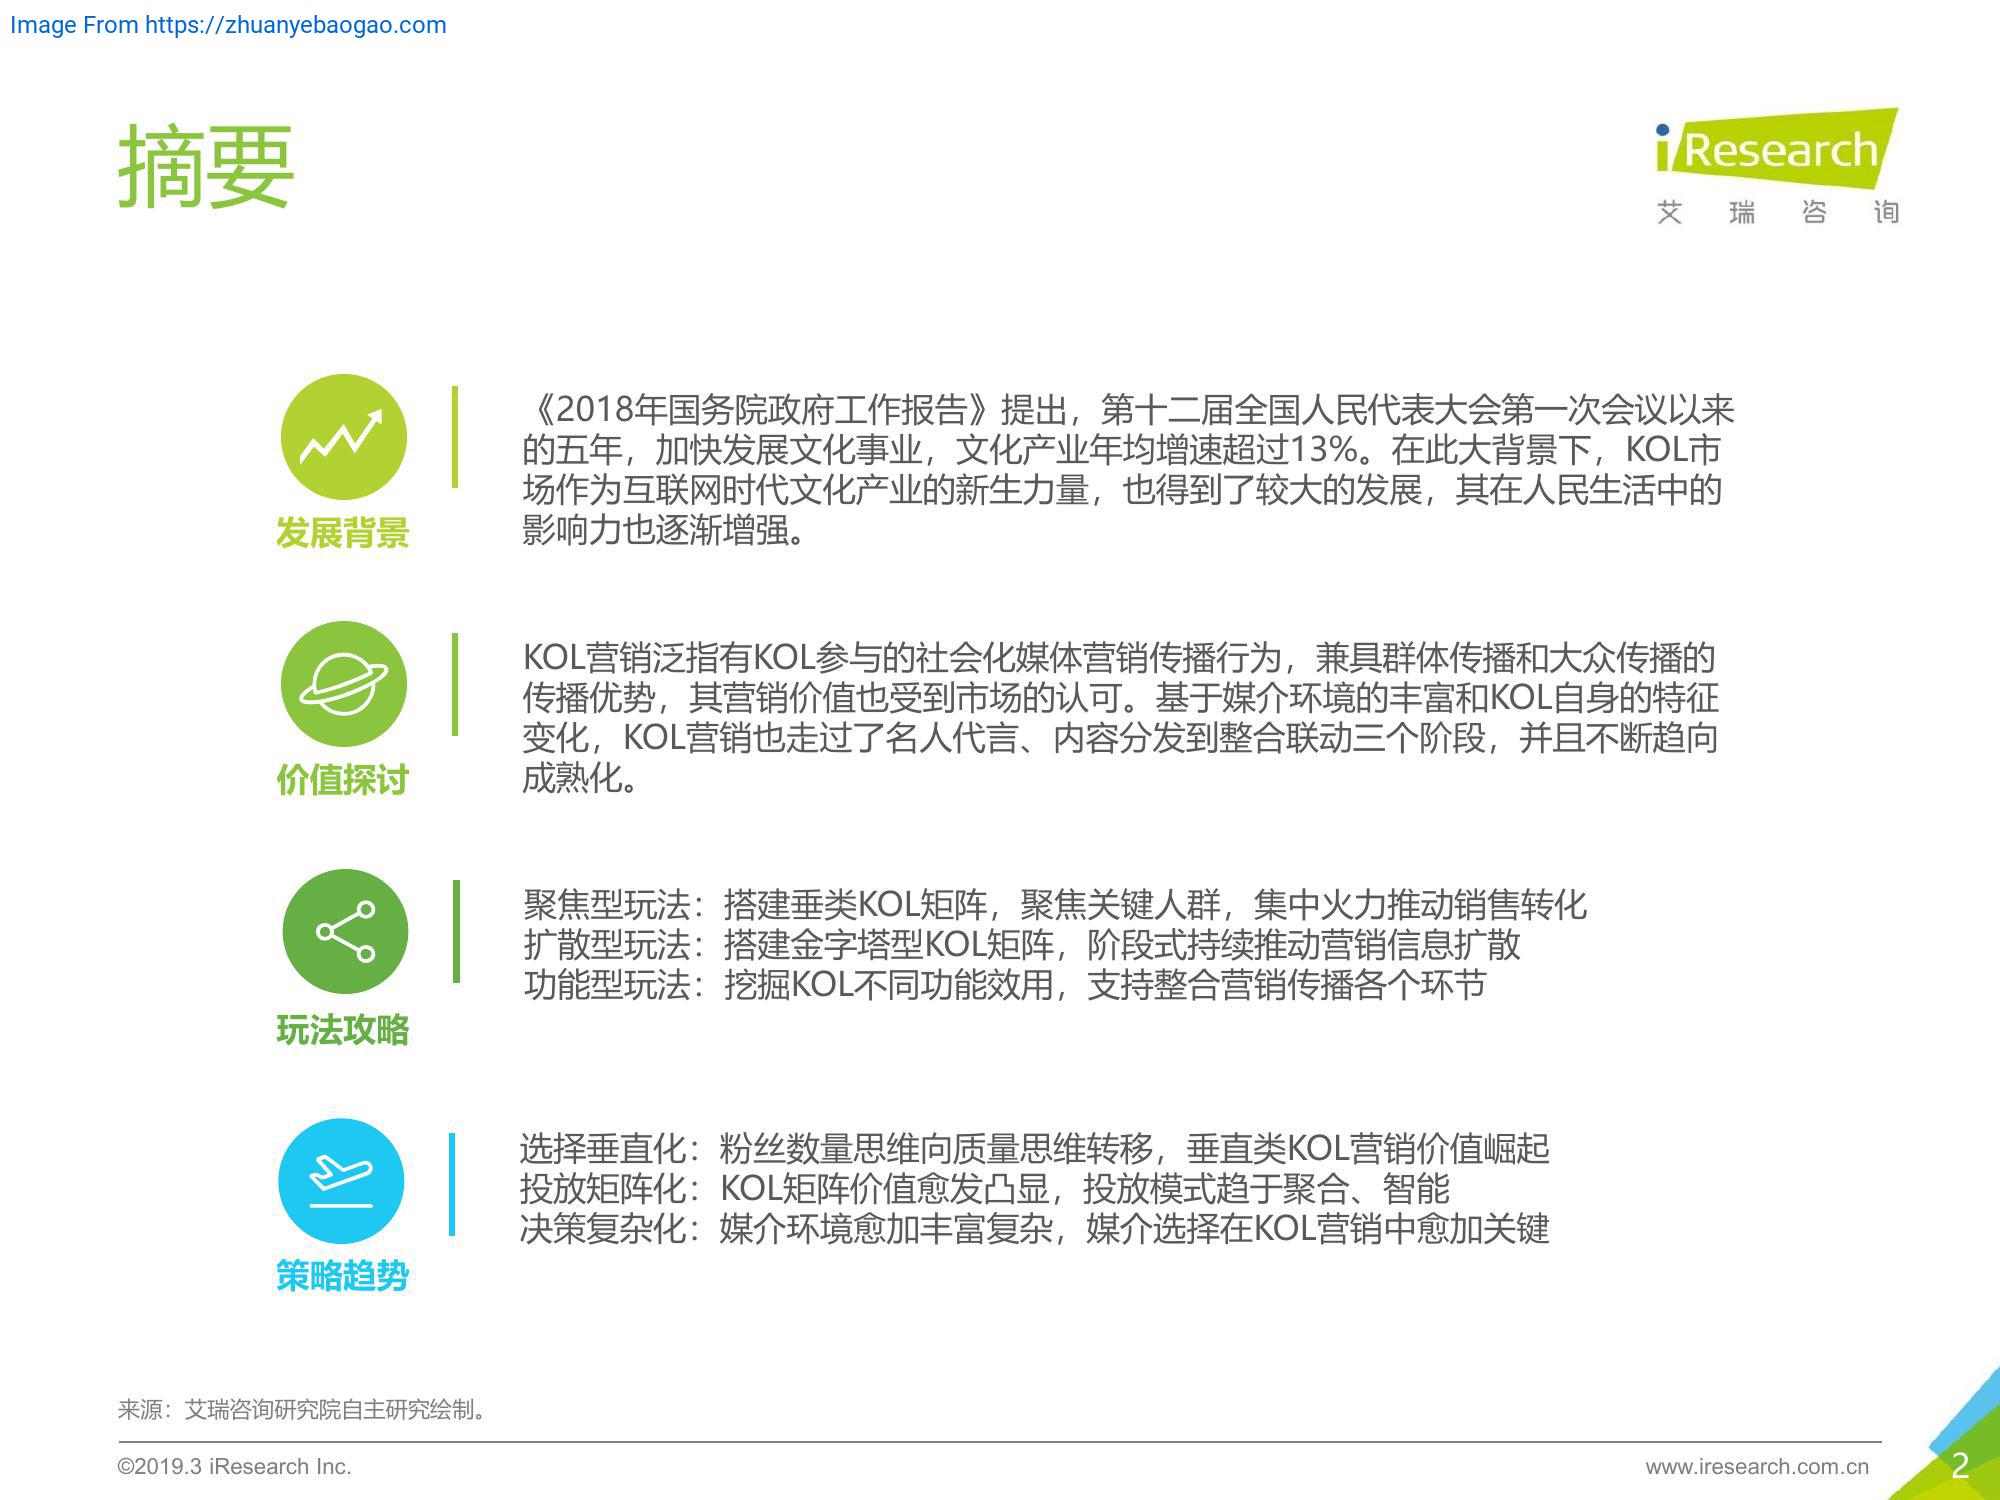 Image From https://zhuanyebaogao.com
摘要
iResearch
艾瑞咨询
《2018年国务院政府工作报告》提出，第十二届全国人民代表大会第一次会议以来
的五年，加快发展文化事业，文化产业年均增速超过13%。在此大背景下，KOL市
场作为互联网时代文化产业的新生力量，也得到了较大的发展，其在人民生活中的
影响力也逐渐增强。
发展背景
KOL营销泛指有KOL参与的社会化媒体营销传播行为，兼具群体传播和大众传播的
传播优势，其营销价值也受到市场的认可。基于媒介环境的丰富和KOL自身的特征
变化，KOL营销也走过了名人代言、内容分发到整合联动三个阶段，并且不断趋向
成熟化。
价值探讨
聚焦型玩法：搭建垂类KOL矩阵，聚焦关键人群，集中火力推动销售转化
扩散型玩法：搭建金字塔型KOL矩阵，阶段式持续推动营销信息扩散
功能型玩法：挖掘KOL不同功能效用，支持整合营销传播各个环节
玩法攻略
选择垂直化：粉丝数量思维向质量思维转移，垂直类KOL营销价值崛起
投放矩阵化：KOL矩阵价值愈发凸显，投放模式趋于聚合、智能
决策复杂化：媒介环境愈加丰富复杂，媒介选择在KOL营销中愈加关键
策略趋势
来源：艾瑞咨询研究院自主研究绘制。
©2019.3 iResearch Inc.
www.iresearch.com.cn
2